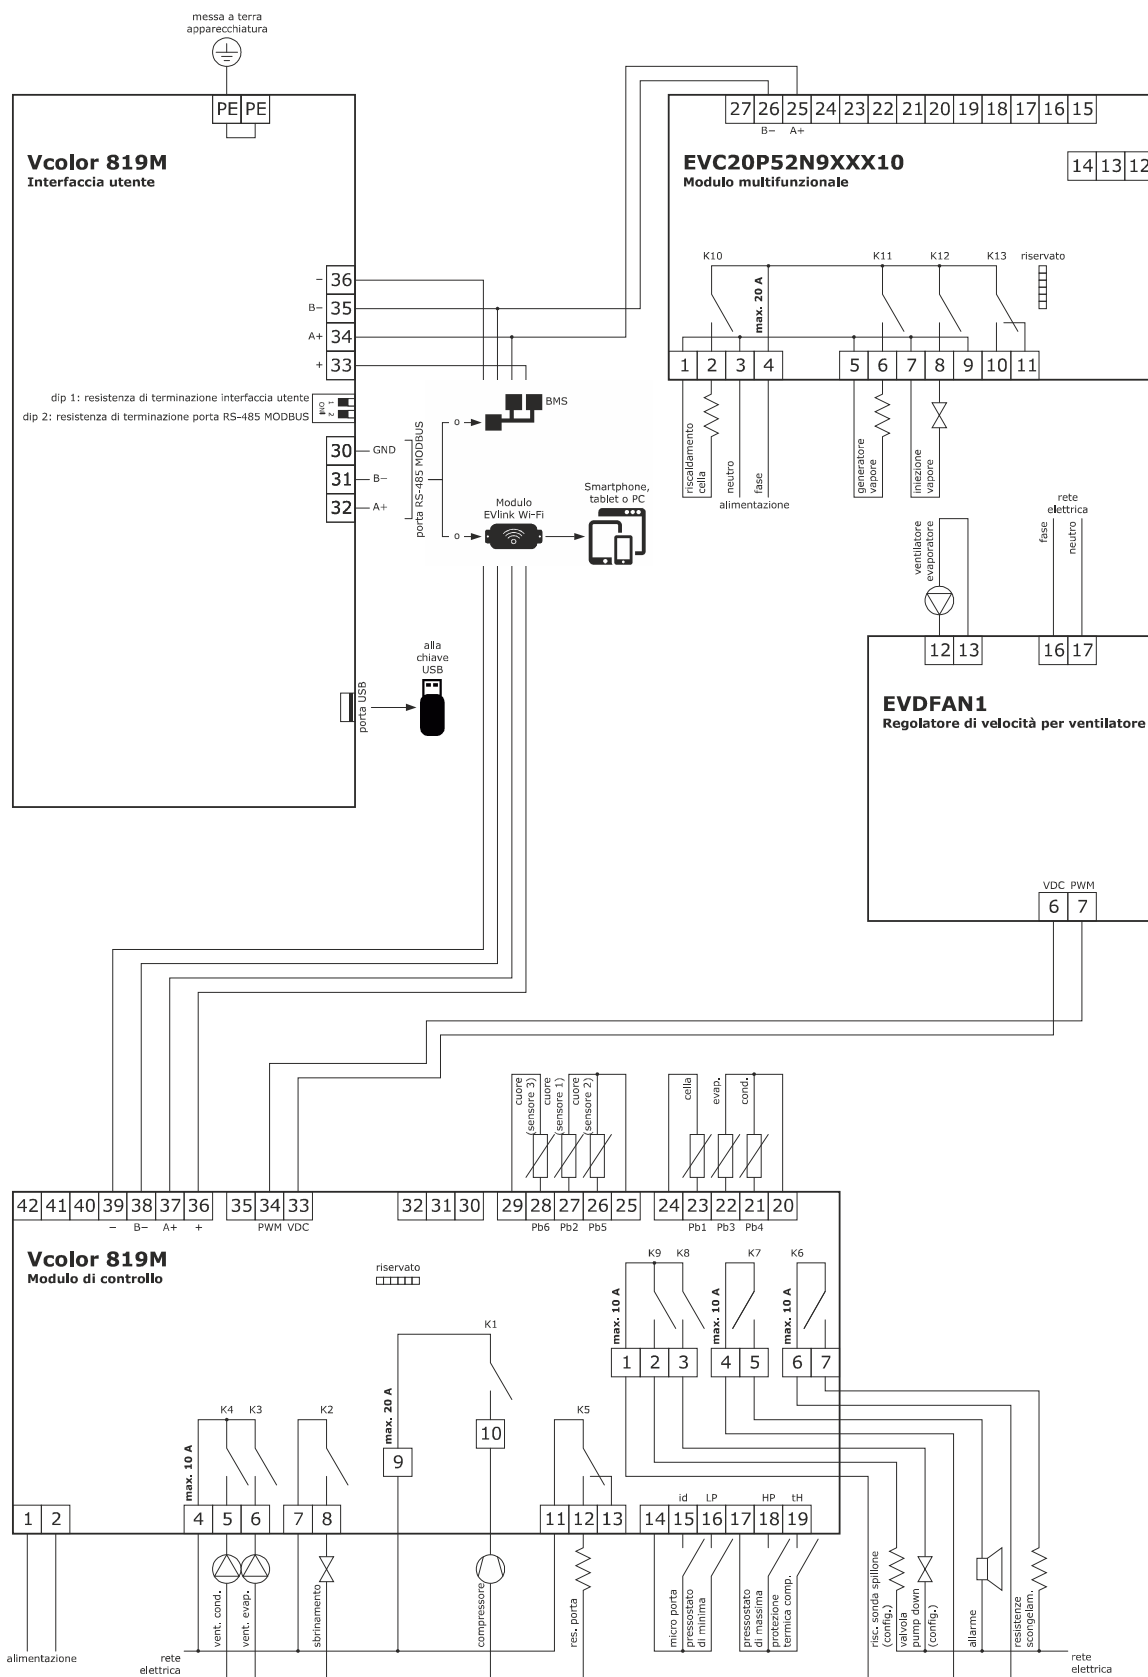 messa a terra
apparecchiatura
PE PE
Vcolor 819M
Interfaccia utente
27 26 25 24 23 22 21 20 19 18 17 16 15
B− A+
EVC20P52N9XXX10
Modulo multifunzionale
14 13 12
K10
K11
K12
K13
riservato
max. 20 A
1 2 3 4
5 6 7 8 9 10 11
riscaldamento
cella
neutro
fase
alimentazione
generatore
vapore
iniezione
vapore
− 36
B− 35
A+ 34
+ 33
dip 1: resistenza di terminazione interfaccia utente
dip 2: resistenza di terminazione porta RS-485 MODBUS
ON
1
2
30 GND
31 B−
32 A+
porta RS-485 MODBUS
o
BMS
o
Modulo
EVlink Wi-Fi
Smartphone,
tablet o PC
rete
elettrica
fase
neutro
ventilatore
evaporatore
12 13
16 17
EVDFAN1
Regolatore di velocità per ventilatore
VDC PWM
6 7
porta USB
alla
chiave
USB
cuore
(sensore 3)
cuore
(sensore 1)
cuore
(sensore 2)
cella
evap.
cond.
42 41 40 39 38 37 36
− B− A+ +
35 34 33
PWM VDC
32 31 30
29 28 27 26 25
Pb6 Pb2 Pb5
24 23 22 21 20
Pb1 Pb3 Pb4
Vcolor 819M
Modulo di controllo
riservato
K9
K8
K7
K6
max. 10 A
max. 10 A
max. 10 A
1 2 3
4 5
6 7
K1
max. 20 A
9
10
K4
K3
K2
K5
max. 10 A
1 2
4 5 6
7 8
11 12 13
id LP HP tH
14 15 16 17 18 19
vent. cond.
vent. evap.
sbrinamento
compressore
res. porta
micro porta
pressostato
di minima
pressostato
di massima
protezione
termica comp.
risc. sonda spillone
(config.)
valvola
pump down
(config.)
allarme
resistenze
scongelam.
alimentazione
rete
elettrica
rete
elettrica